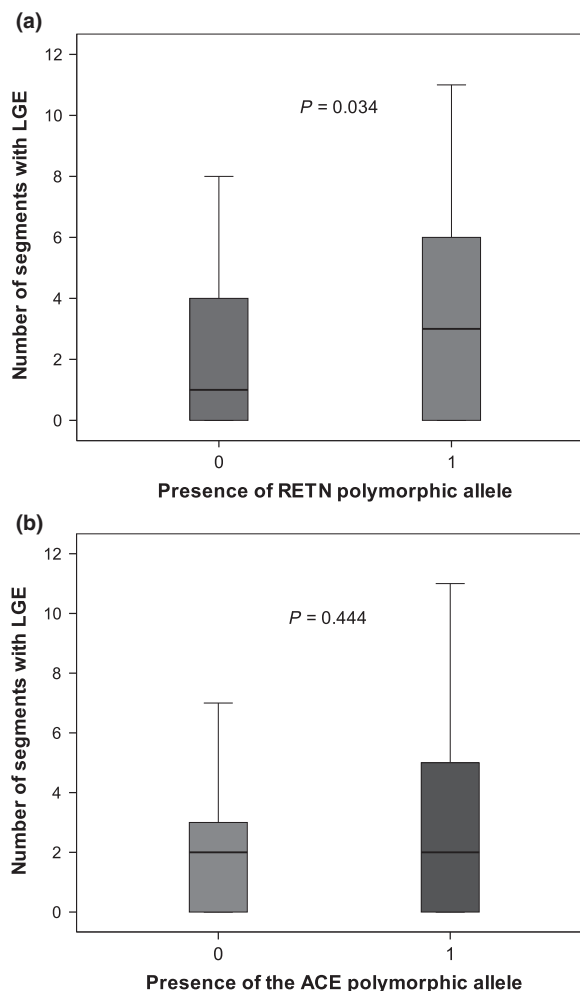 (a)
12
10
8
6
4
2
0
Number of segments with LGE
P = 0.034
0 1
Presence of RETN polymorphic allele
(b)
12
10
8
6
4
2
0
Number of segments with LGE
P = 0.444
0 1
Presence of the ACE polymorphic allele